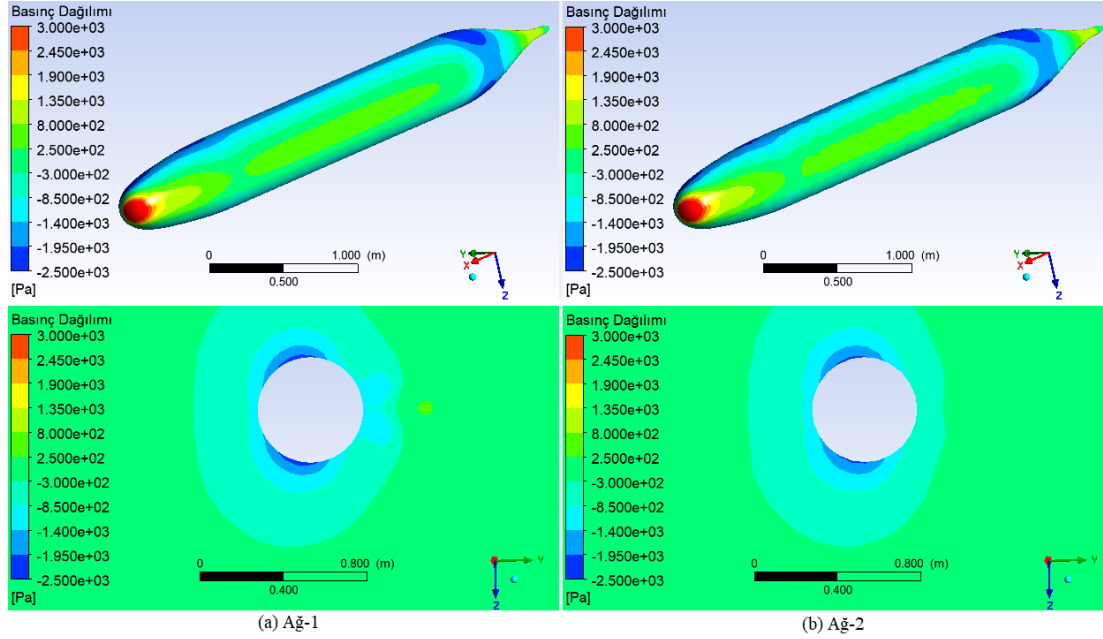 Basınç Dağılımı
3.000e+03
2.450e+03
1.900e+03
1.350e+03
8.000e+02
2.500e+02
-3.000e+02
-8.500e+02
-1.400e+03
-1.950e+03
-2.500e+03
[Pa]
0 1.000 (m)
0.500
Y
X
Z
Basınç Dağılımı
3.000e+03
2.450e+03
1.900e+03
1.350e+03
8.000e+02
2.500e+02
-3.000e+02
-8.500e+02
-1.400e+03
-1.950e+03
-2.500e+03
[Pa]
0 1.000 (m)
0.500
Y
X
Z
Basınç Dağılımı
3.000e+03
2.450e+03
1.900e+03
1.350e+03
8.000e+02
2.500e+02
-3.000e+02
-8.500e+02
-1.400e+03
-1.950e+03
-2.500e+03
[Pa]
0 0.800 (m)
0.400
Y
Z
(a) Ağ-1
Basınç Dağılımı
3.000e+03
2.450e+03
1.900e+03
1.350e+03
8.000e+02
2.500e+02
-3.000e+02
-8.500e+02
-1.400e+03
-1.950e+03
-2.500e+03
[Pa]
0 0.800 (m)
0.400
Y
Z
(b) Ağ-2